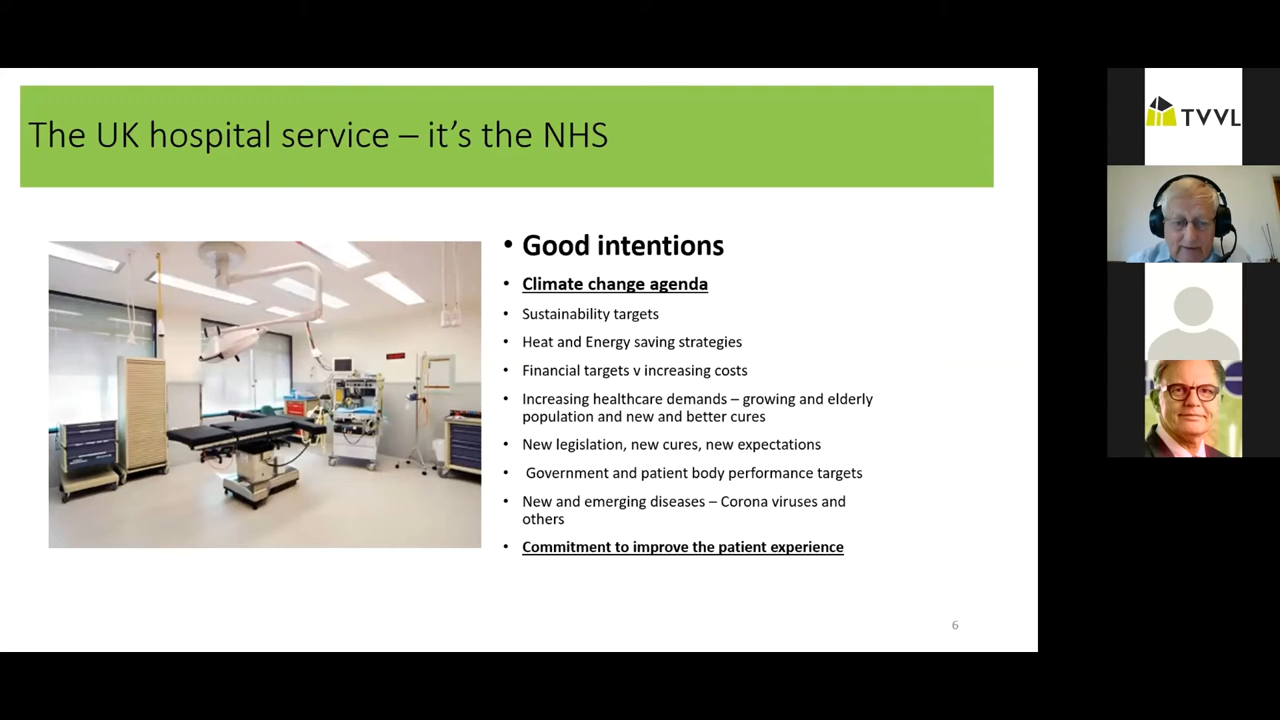 The UK hospital service – it's the NHS
• Good intentions
• Climate change agenda
• Sustainability targets
• Heat and Energy saving strategies
• Financial targets v increasing costs
• Increasing healthcare demands – growing and elderly
population and new and better cures
• New legislation, new cures, new expectations
• Government and patient body performance targets
• New and emerging diseases – Corona viruses and
others
• Commitment to improve the patient experience
6
TVVL